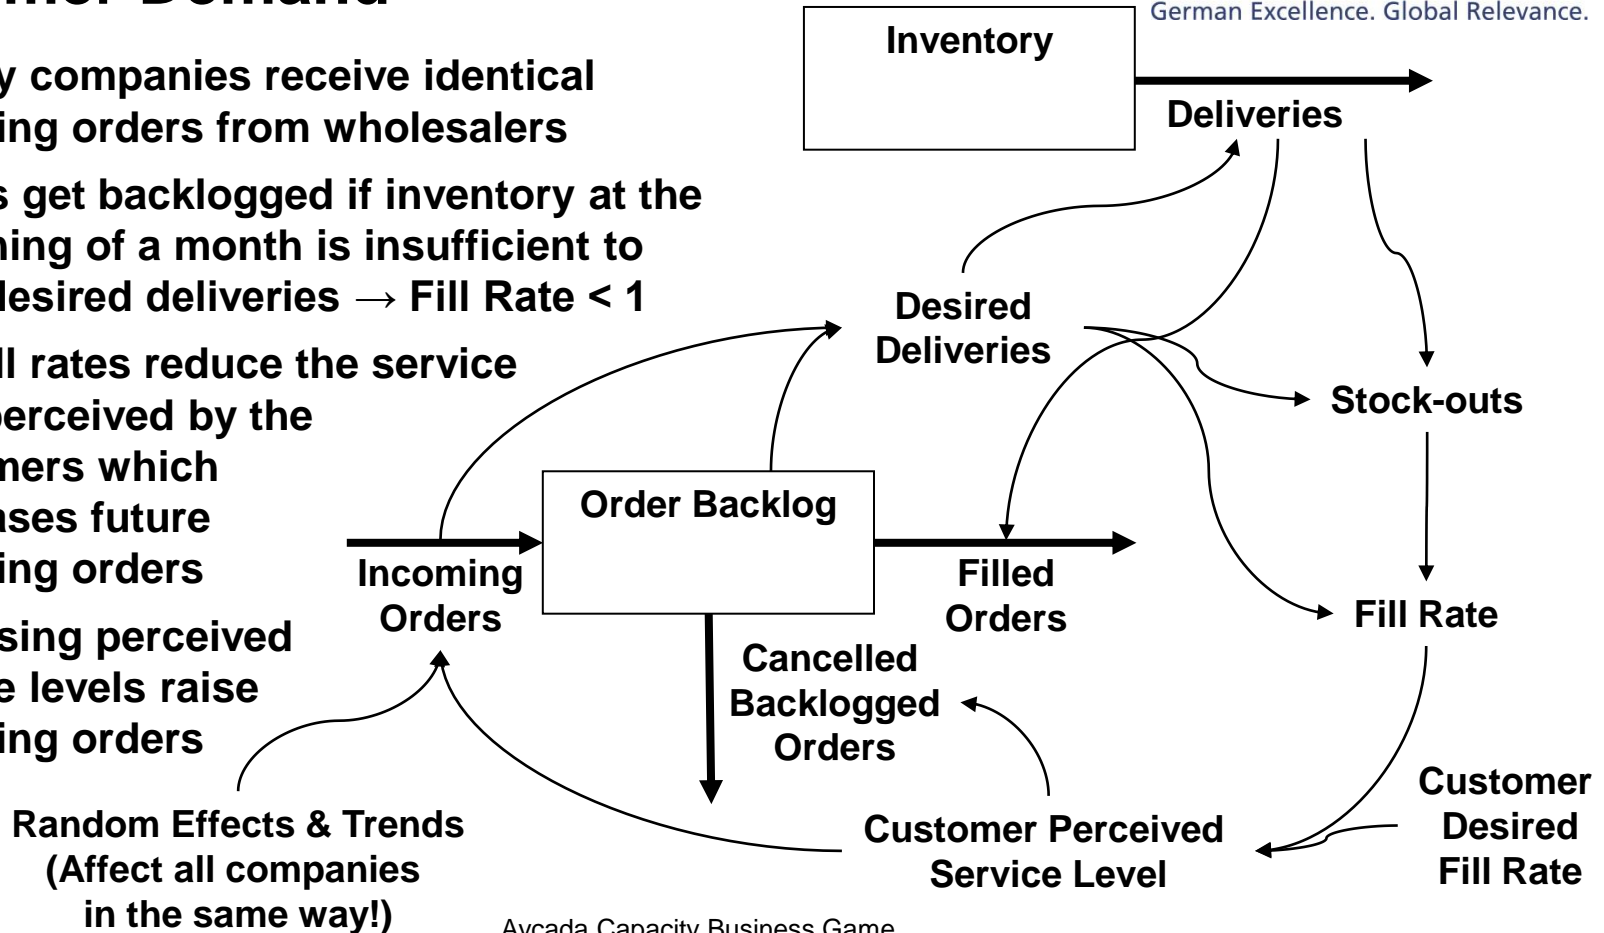 mer Demand
German Excellence. Global Relevance.
y companies receive identical
ing orders from wholesalers
s get backlogged if inventory at the
ning of a month is insufficient to
desired deliveries → Fill Rate < 1
ll rates reduce the service
perceived by the
mers which
ases future
ing orders
sing perceived
e levels raise
ing orders
Inventory
Deliveries
Desired
Deliveries
Stock-outs
Order Backlog
Incoming
Orders
Filled
Orders
Fill Rate
Cancelled
Backlogged
Orders
Random Effects & Trends
(Affect all companies
in the same way!)
Customer Perceived
Service Level
Customer
Desired
Fill Rate
Capacity Business Game